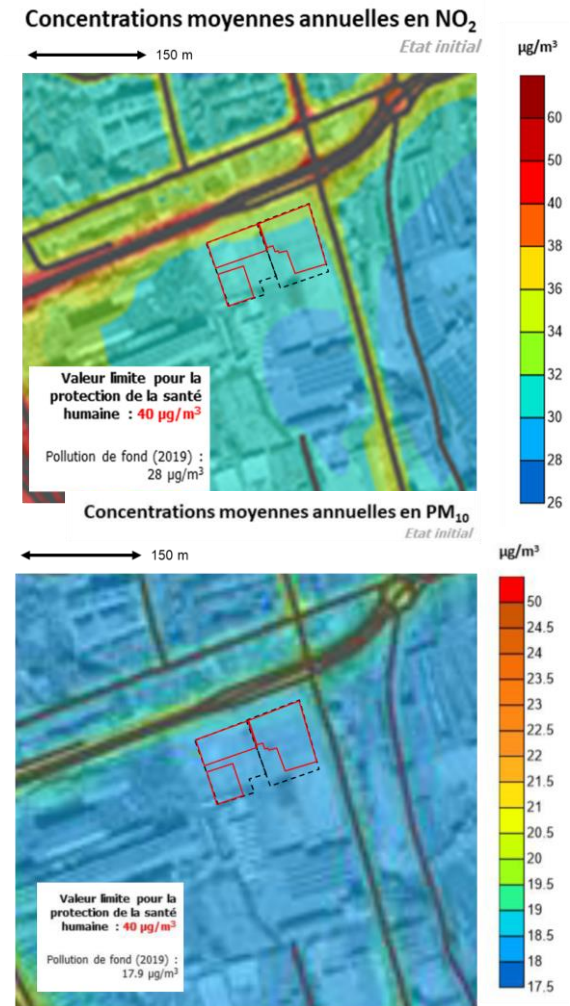 Concentrations moyennes annuelles en NO₂
Etat initial
150 m
µg/m³
60
50
40
38
36
34
32
30
28
26
Valeur limite pour la
protection de la santé
humaine : 40 µg/m³
Pollution de fond (2019) :
28 µg/m³
Concentrations moyennes annuelles en PM₁₀
Etat initial
150 m
µg/m³
50
24.5
24
23.5
23
22.5
22
21.5
21
20.5
20
19.5
19
18.5
18
17.5
Valeur limite pour la
protection de la santé
humaine : 40 µg/m³
Pollution de fond (2019) :
17.9 µg/m³